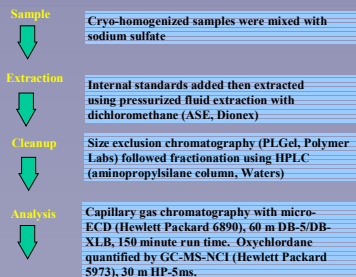 Sample
Cryo-homogenized samples were mixed with
sodium sulfate
Extraction
Internal standards added then extracted
using pressurized fluid extraction with
dichloromethane (ASE, Dionex)
Cleanup
Size exclusion chromatography (PLGel, Polymer
Labs) followed fractionation using HPLC
(aminopropylsilane column, Waters)
Analysis
Capillary gas chromatography with micro-
ECD (Hewlett Packard 6890), 60 m DB-5/DB-
XLB, 150 minute run time.  Oxychlordane
quantified by GC-MS-NCI (Hewlett Packard
5973), 30 m HP-5ms.